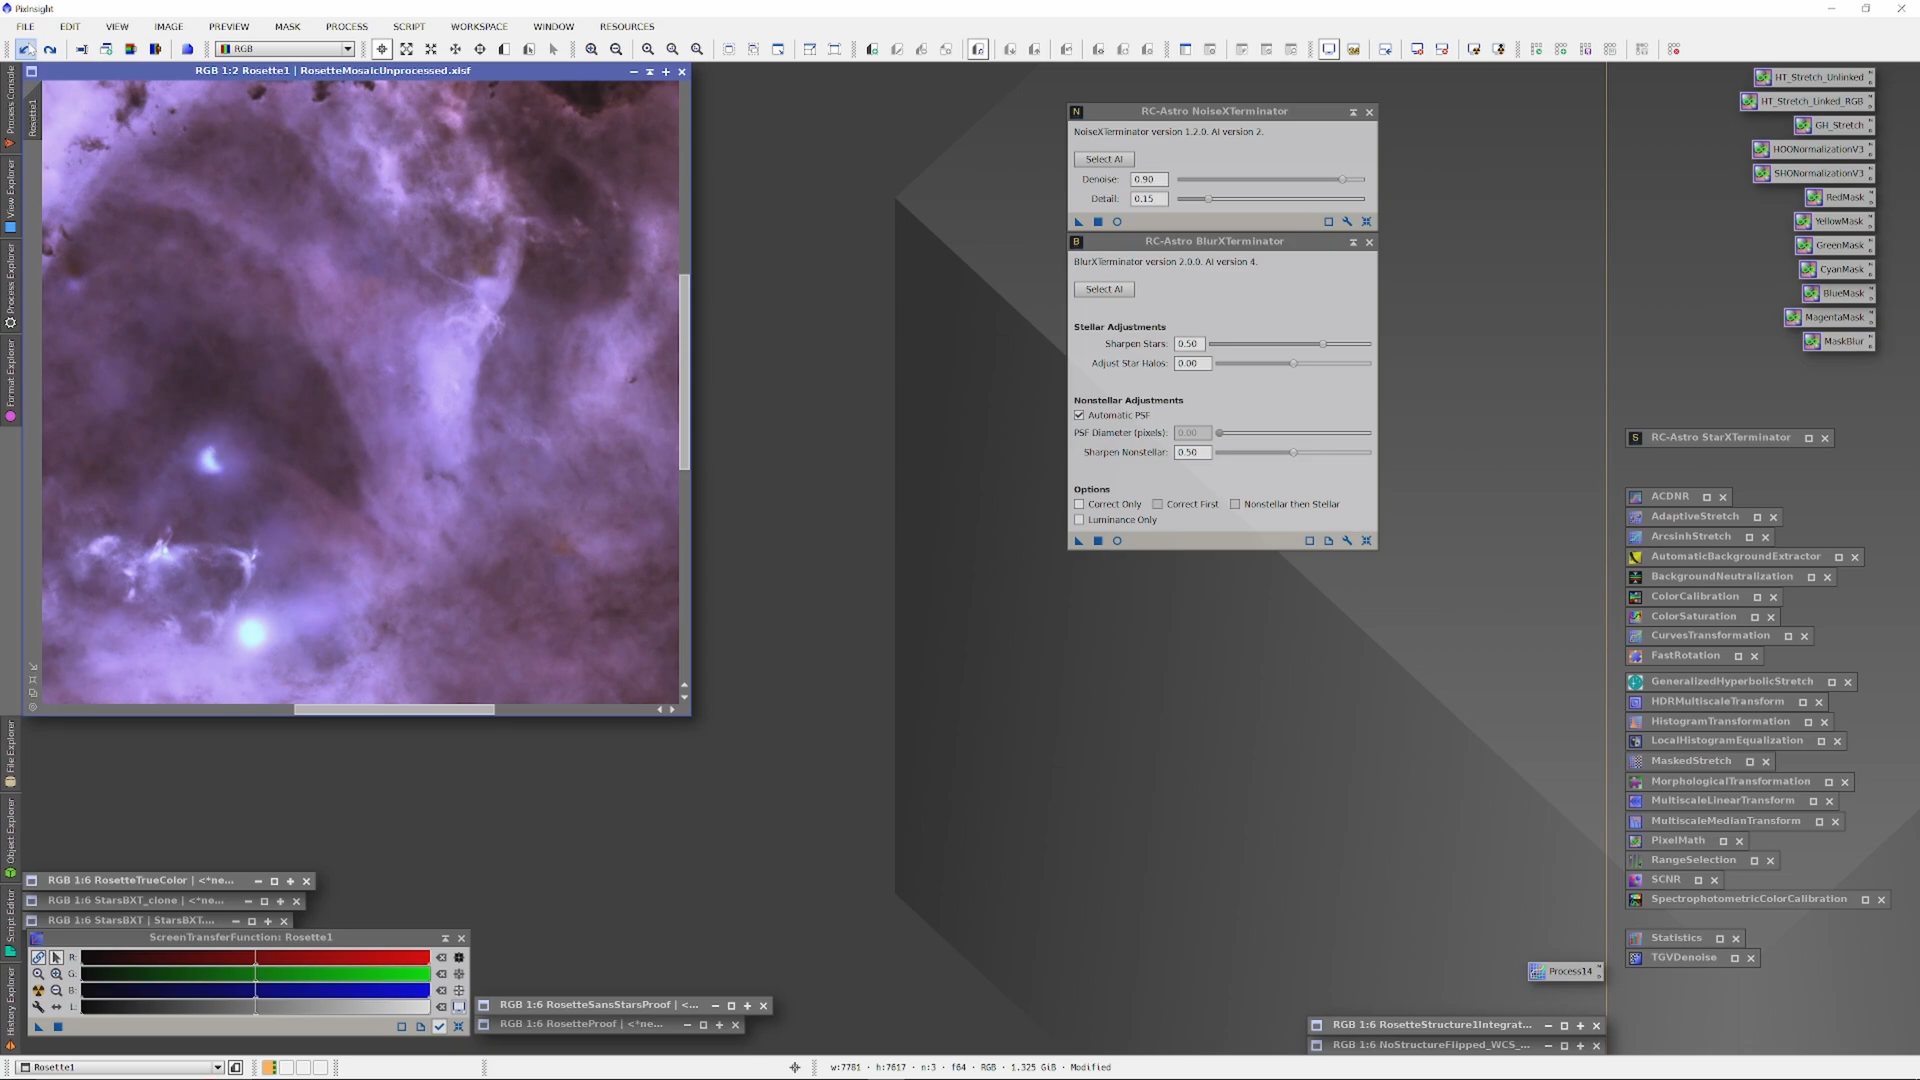 PixInsight
FILE EDIT VIEW IMAGE PREVIEW MASK PROCESS SCRIPT WORKSPACE WINDOW RESOURCES
RGB
RGB 1:2 Rosette1 | RosetteMosaicUnprocessed.xisf
Rosette1
Process Console
View Explorer
Process Explorer
Format Explorer
File Explorer
Object Explorer
Script Editor
History Explorer
RC-Astro NoiseXTerminator
NoiseXTerminator version 1.2.0. AI version 2.
Select AI
Denoise: 0.90
Detail: 0.15
RC-Astro BlurXTerminator
BlurXTerminator version 2.0.0. AI version 4.
Select AI
Stellar Adjustments
Sharpen Stars: 0.50
Adjust Star Halos: 0.00
Nonstellar Adjustments
Automatic PSF
PSF Diameter (pixels): 0.00
Sharpen Nonstellar: 0.50
Options
Correct Only Correct First Nonstellar then Stellar
Luminance Only
HT_Stretch_Unlinked
HT_Stretch_Linked_RGB
GH_Stretch
HOONormalizationV3
SHONormalizationV3
RedMask
YellowMask
GreenMask
CyanMask
BlueMask
MagentaMask
MaskBlur
RC-Astro StarXTerminator
ACDNR
AdaptiveStretch
ArcsinhStretch
AutomaticBackgroundExtractor
BackgroundNeutralization
ColorCalibration
ColorSaturation
CurvesTransformation
FastRotation
GeneralizedHyperbolicStretch
HDRMultiscaleTransform
HistogramTransformation
LocalHistogramEqualization
MaskedStretch
MorphologicalTransformation
MultiscaleLinearTransform
MultiscaleMedianTransform
PixelMath
RangeSelection
SCNR
SpectrophotometricColorCalibration
Statistics
TGVDenoise
Process14
RGB 1:6 RosetteTrueColor | <*ne...
RGB 1:6 StarsBXT_clone | <*ne...
RGB 1:6 StarsBXT | StarsBXT....
ScreenTransferFunction: Rosette1
R:
G:
B:
L:
RGB 1:6 RosetteSansStarsProof | <...
RGB 1:6 RosetteProof | <*ne...
RGB 1:6 RosetteStructure1Integrat...
RGB 1:6 NoStructureFlipped_WCS_...
Rosette1
w:7781 · h:7617 · n:3 · f64 · RGB · 1.325 GiB · Modified